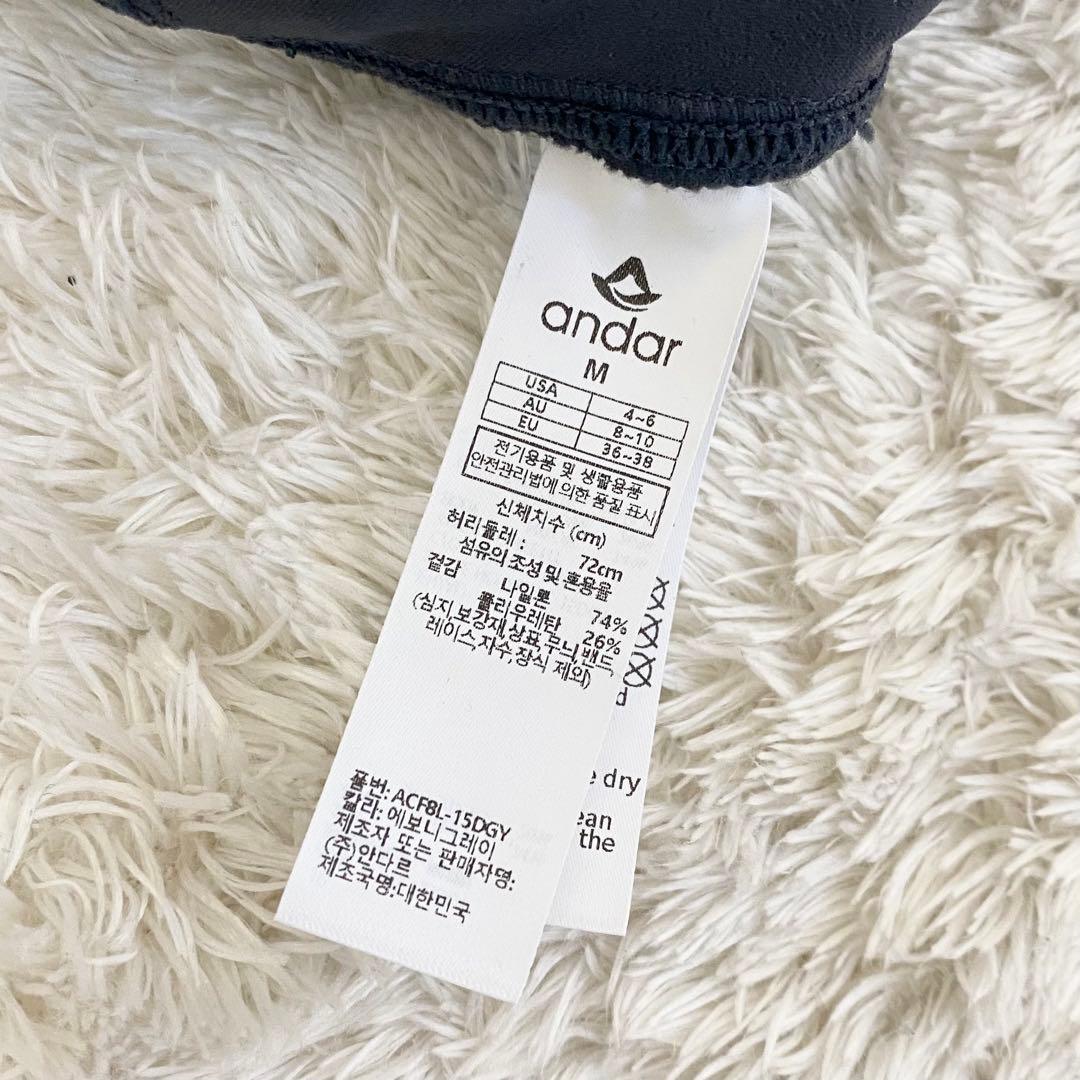 andar
M
USA 4~6
AU 8~10
EU 36~38
전기용품 및 생활용품
안전관리법에 의한 품질 표시
신체치수 (cm)
허리둘레 : 72cm
섬유의 조성 및 혼용율
겉감 나일론 74%
폴리우레탄 26%
(심지,보강재,상표,무늬,밴드,
레이스,자수,장식 제외)
품번: ACF8L-15DGY
칼라: 에보니그레이
제조자 또는 판매자명:
(주)안다르
제조국명:대한민국
dry
the